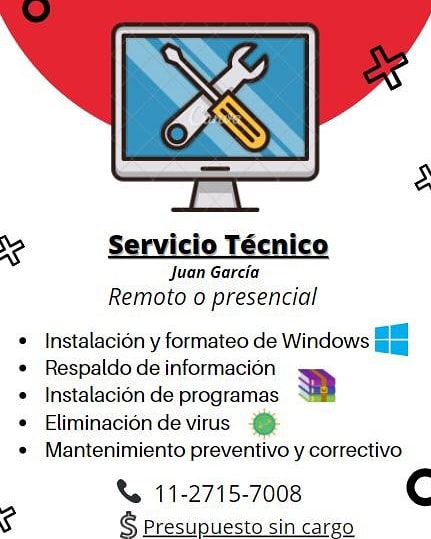 Canva
Servicio Técnico
Juan García
Remoto o presencial
• Instalación y formateo de Windows
• Respaldo de información
• Instalación de programas
• Eliminación de virus
• Mantenimiento preventivo y correctivo
11-2715-7008
$ Presupuesto sin cargo